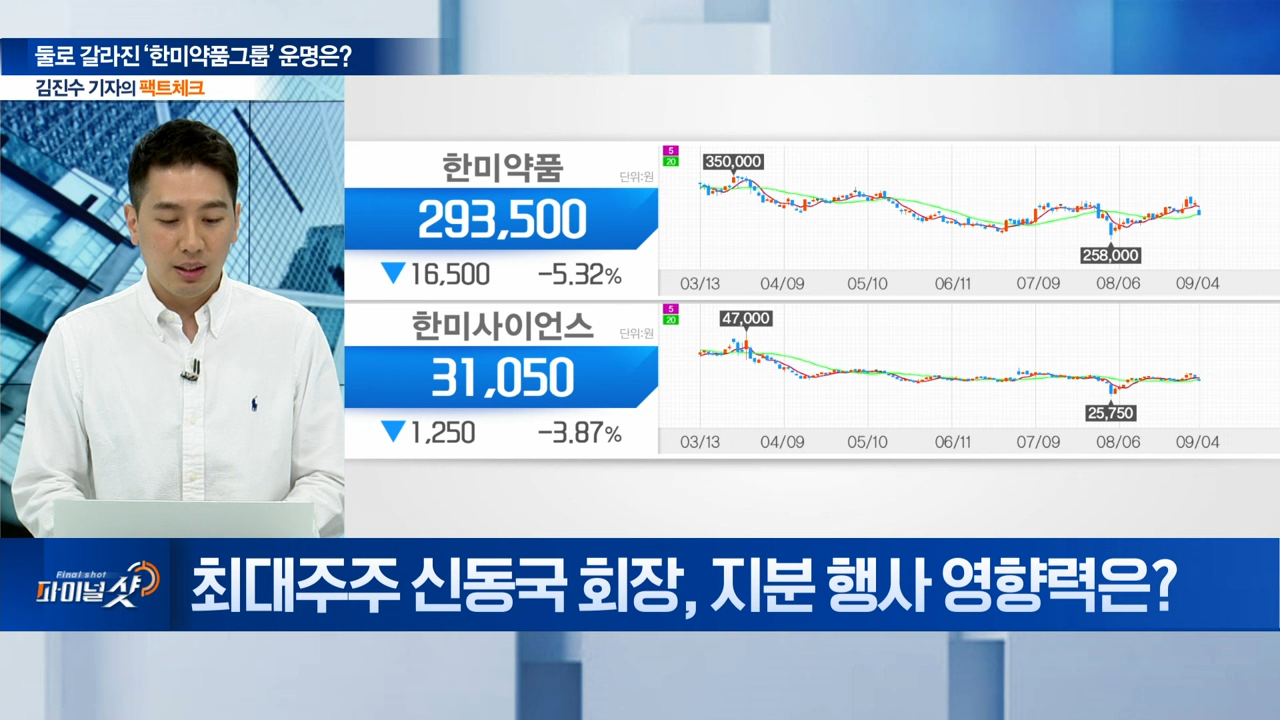 둘로 갈라진 ‘한미약품그룹’ 운명은?
김진수 기자의 팩트체크
한미약품
단위:원
293,500
▼16,500 -5.32%
5
20
350,000
258,000
03/13 04/09 05/10 06/11 07/09 08/06 09/04
한미사이언스
단위:원
31,050
▼1,250 -3.87%
5
20
47,000
25,750
03/13 04/09 05/10 06/11 07/09 08/06 09/04
Final shot
파이널 샷
최대주주 신동국 회장, 지분 행사 영향력은?